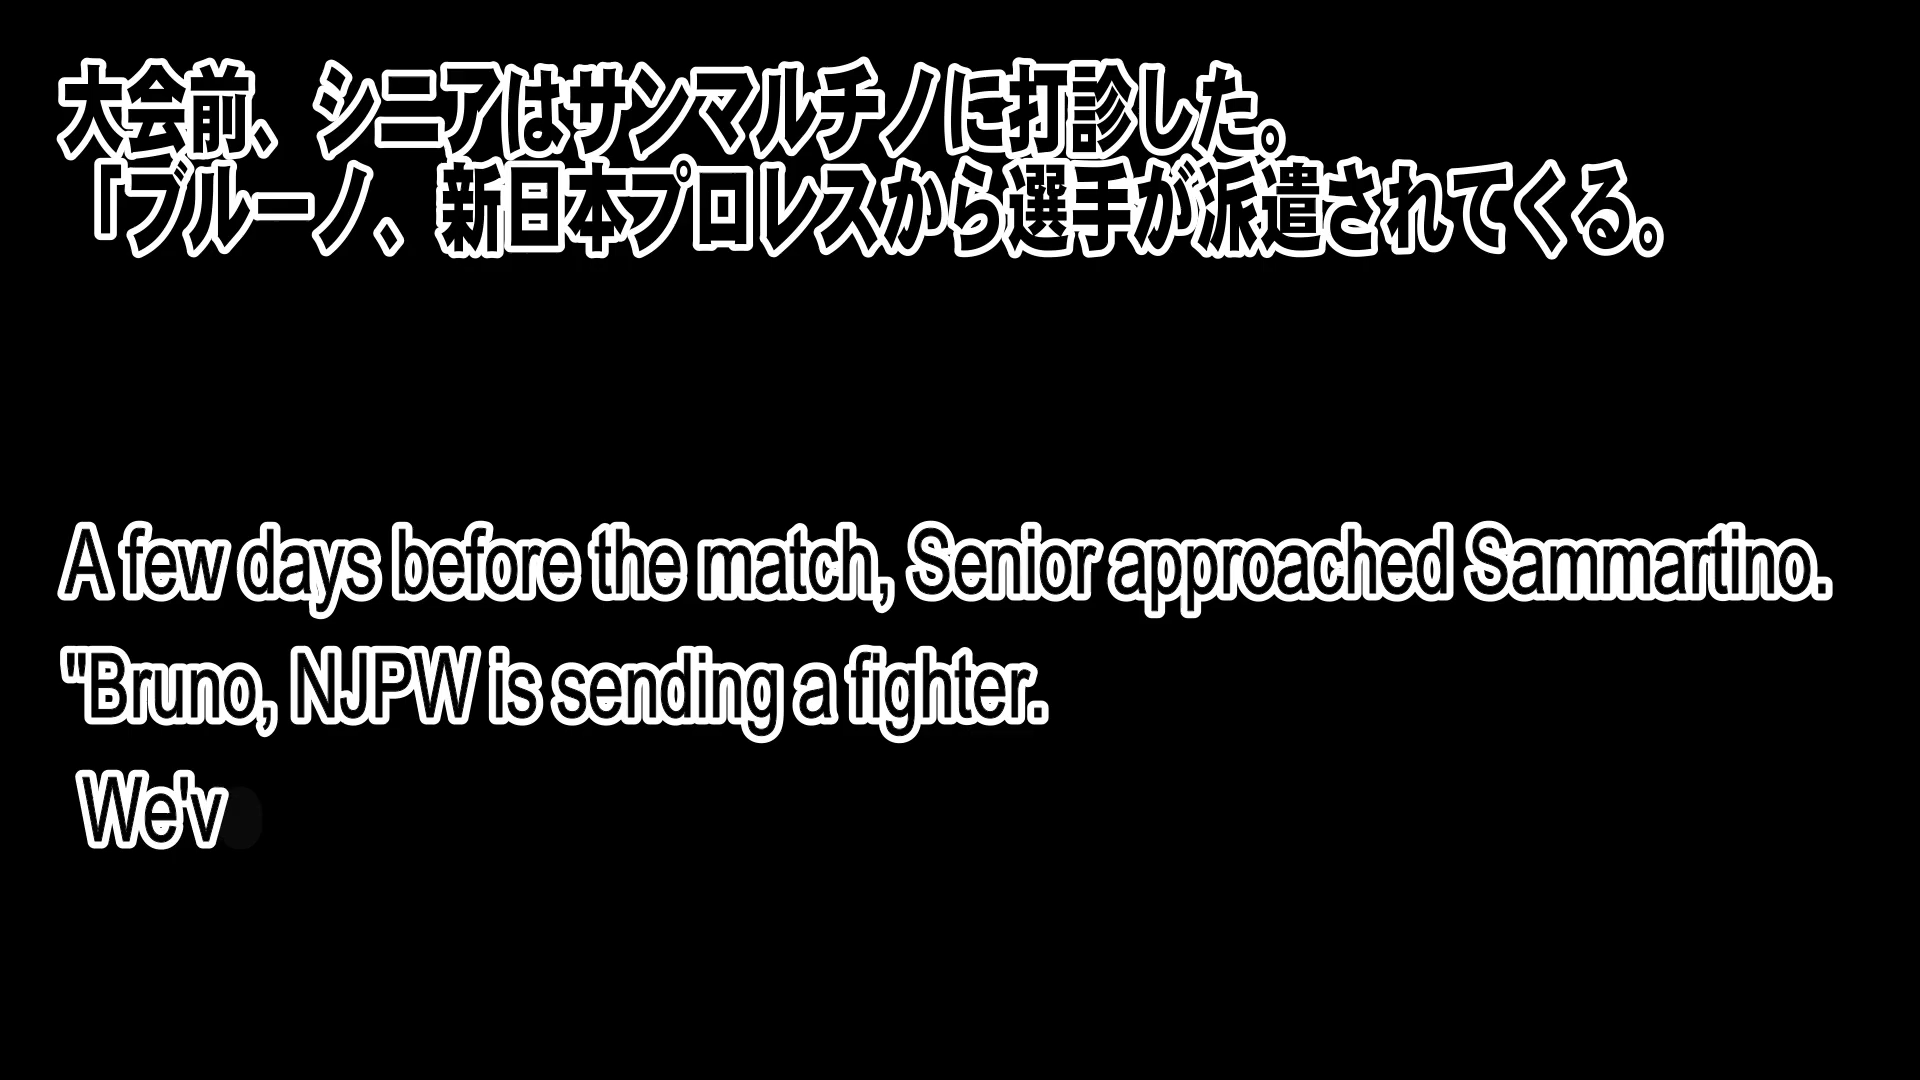 大会前、シニアはサンマルチノに打診した。
「ブルーノ、新日本プロレスから選手が派遣されてくる。
A few days before the match, Senior approached Sammartino.
"Bruno, NJPW is sending a fighter.
We'v